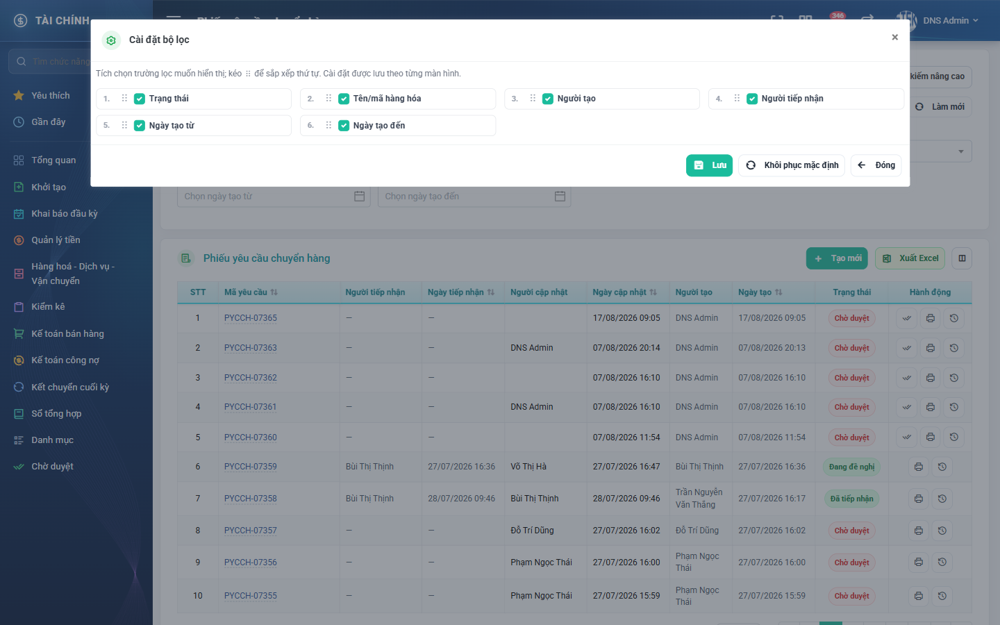 TÀI CHÍNH
346
DNS Admin
Tìm chức năng
Yêu thích
Gần đây
Tổng quan
Khởi tạo
Khai báo đầu kỳ
Quản lý tiền
Hàng hoá - Dịch vụ -
Vận chuyển
Kiểm kê
Kế toán bán hàng
Kế toán công nợ
Kết chuyển cuối kỳ
Sổ tổng hợp
Danh mục
Chờ duyệt
Cài đặt bộ lọc
×
Tích chọn trường lọc muốn hiển thị; kéo ⠿ để sắp xếp thứ tự. Cài đặt được lưu theo từng màn hình.
1. Trạng thái
2. Tên/mã hàng hóa
3. Người tạo
4. Người tiếp nhận
5. Ngày tạo từ
6. Ngày tạo đến
Lưu
Khôi phục mặc định
Đóng
kiếm nâng cao
Làm mới
Chọn ngày tạo từ
Chọn ngày tạo đến
Phiếu yêu cầu chuyển hàng
Tạo mới
Xuất Excel
STT Mã yêu cầu Người tiếp nhận Ngày tiếp nhận Người cập nhật Ngày cập nhật Người tạo Ngày tạo Trạng thái Hành động
1 PYCCH-07365 — — 17/08/2026 09:05 DNS Admin 17/08/2026 09:05 Chờ duyệt
2 PYCCH-07363 — — DNS Admin 07/08/2026 20:14 DNS Admin 07/08/2026 20:13 Chờ duyệt
3 PYCCH-07362 — — 07/08/2026 16:10 DNS Admin 07/08/2026 16:10 Chờ duyệt
4 PYCCH-07361 — — DNS Admin 07/08/2026 16:10 DNS Admin 07/08/2026 16:10 Chờ duyệt
5 PYCCH-07360 — — 07/08/2026 11:54 DNS Admin 07/08/2026 11:54 Chờ duyệt
6 PYCCH-07359 Bùi Thị Thịnh 27/07/2026 16:36 Võ Thị Hà 27/07/2026 16:47 Bùi Thị Thịnh 27/07/2026 16:36 Đang đề nghị
7 PYCCH-07358 Bùi Thị Thịnh 28/07/2026 09:46 Bùi Thị Thịnh 28/07/2026 09:46 Trần Nguyên Văn Thắng 27/07/2026 16:17 Đã tiếp nhận
8 PYCCH-07357 — — Đỗ Trí Dũng 27/07/2026 16:02 Đỗ Trí Dũng 27/07/2026 16:02 Chờ duyệt
9 PYCCH-07356 — — Phạm Ngọc Thái 27/07/2026 16:00 Phạm Ngọc Thái 27/07/2026 16:00 Chờ duyệt
10 PYCCH-07355 — — Phạm Ngọc Thái 27/07/2026 15:59 Phạm Ngọc Thái 27/07/2026 15:59 Chờ duyệt